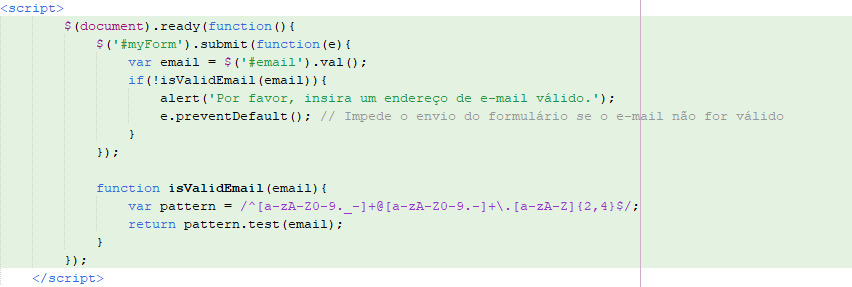 <script>
$(document).ready(function(){
$('#myForm').submit(function(e){
var email = $('#email').val();
if(!isValidEmail(email)){
alert('Por favor, insira um endereço de e-mail válido.');
e.preventDefault(); // Impede o envio do formulário se o e-mail não for válido
}
});
function isValidEmail(email){
var pattern = /^[a-zA-Z0-9._-]+@[a-zA-Z0-9.-]+\.[a-zA-Z]{2,4}$/;
return pattern.test(email);
}
});
</script>